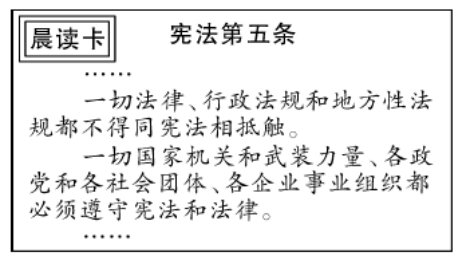 晨读卡
宪法第五条
……
一切法律、行政法规和地方性法
规都不得同宪法相抵触。
一切国家机关和武装力量、各政
党和各社会团体、各企业事业组织都
必须遵守宪法和法律。
……